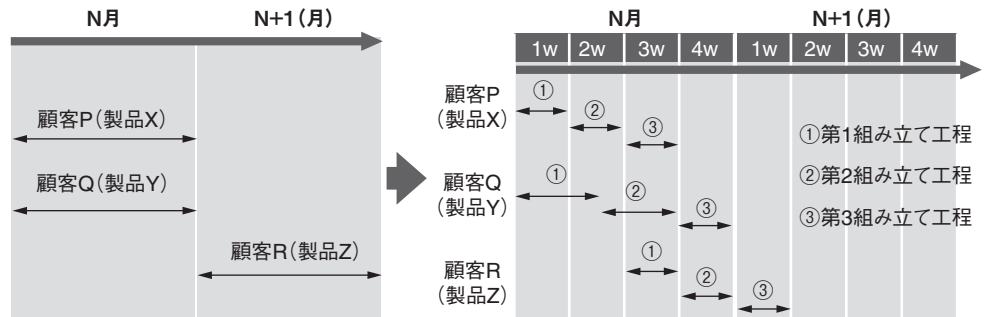 N月 N+1（月）
顧客P（製品X）
顧客Q（製品Y）
顧客R（製品Z）
N月 N+1（月）
1w 2w 3w 4w 1w 2w 3w 4w
顧客P
（製品X）
① ② ③
顧客Q
（製品Y）
① ② ③
顧客R
（製品Z）
① ② ③
①第1組み立て工程
②第2組み立て工程
③第3組み立て工程